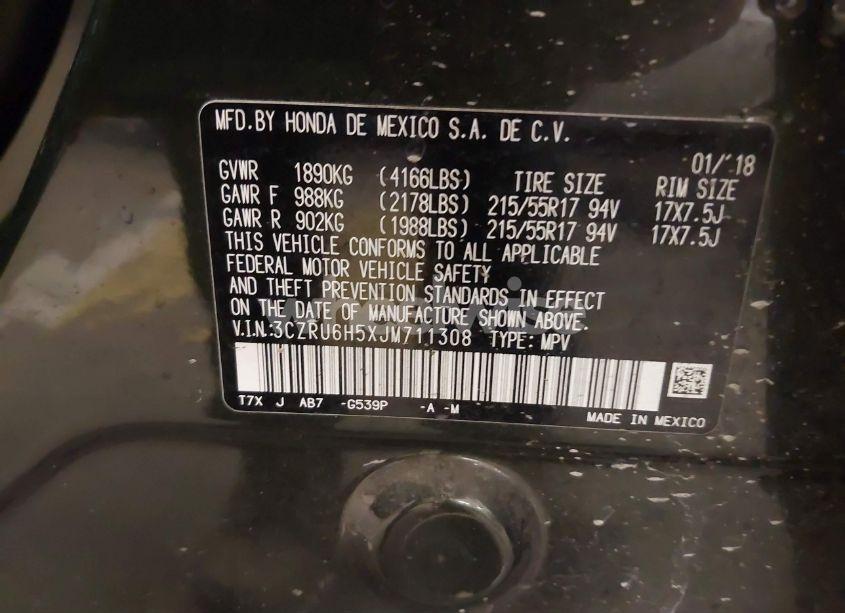 MFD.BY HONDA DE MEXICO S.A. DE C.V.
01/'18
GVWR 1890KG (4166LBS) TIRE SIZE RIM SIZE
GAWR F 988KG (2178LBS) 215/55R17 94V 17X7.5J
GAWR R 902KG (1988LBS) 215/55R17 94V 17X7.5J
THIS VEHICLE CONFORMS TO ALL APPLICABLE
FEDERAL MOTOR VEHICLE SAFETY
AND THEFT PREVENTION STANDARDS IN EFFECT
ON THE DATE OF MANUFACTURE SHOWN ABOVE.
V.I.N:3CZRU6H5XJM711308 TYPE: MPV
T7X J AB7 -G539P -A -M
MADE IN MEXICO